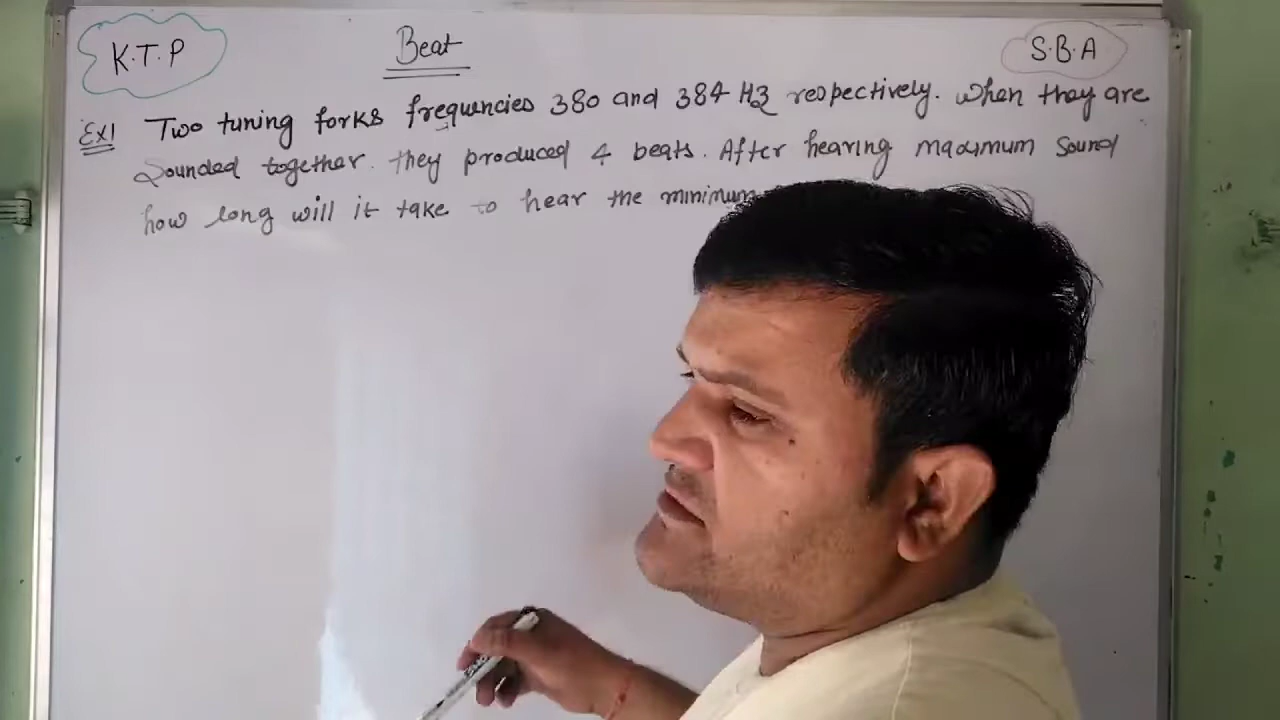 K.T.P
Beat
S.B.A
Ex1 Two tuning forks frequencies 380 and 384 Hz respectively. When they are
sounded together. they produced 4 beats. After hearing maximum sound
how long will it take to hear the minimum